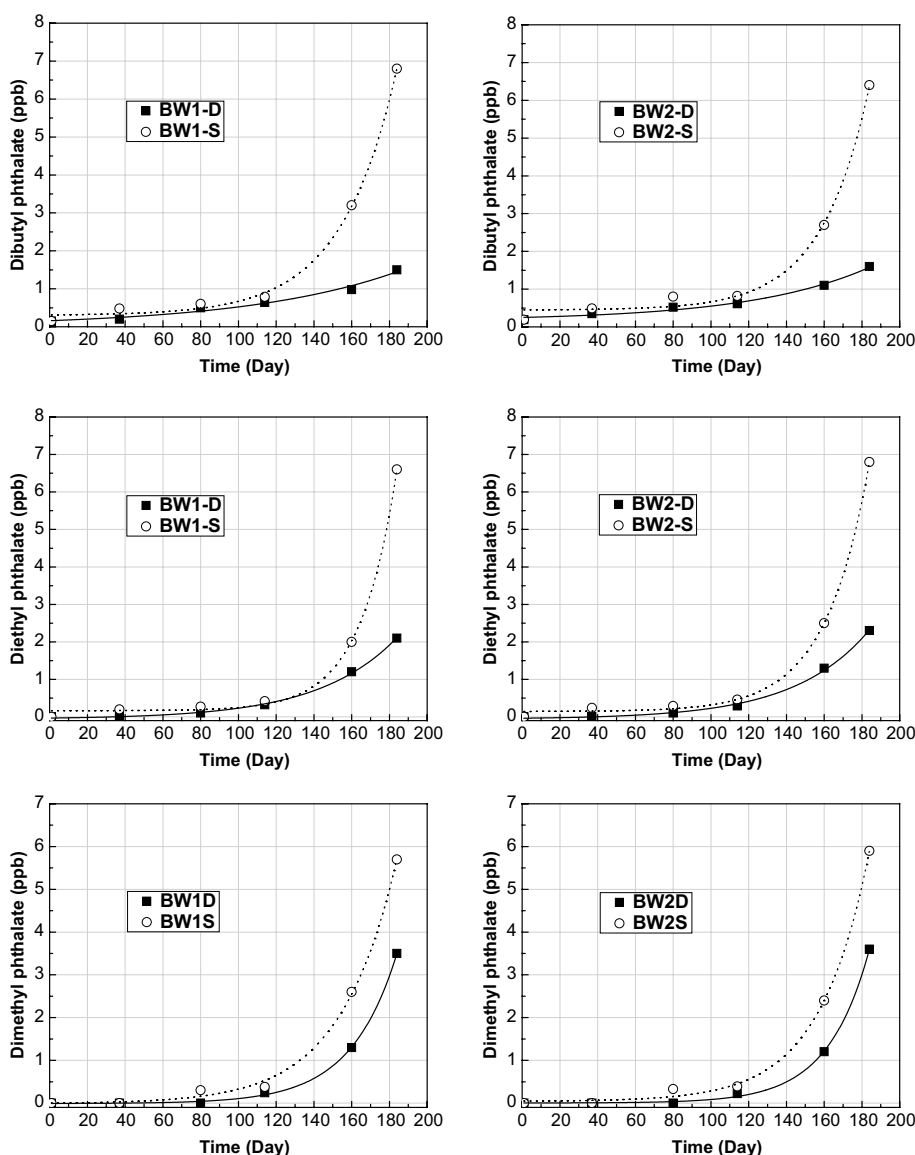 Dibutyl phthalate (ppb)
8
7
6
5
4
3
2
1
0
BW1-D
BW1-S
0 20 40 60 80 100 120 140 160 180 200
Time (Day)
Dibutyl phthalate (ppb)
8
7
6
5
4
3
2
1
0
BW2-D
BW2-S
0 20 40 60 80 100 120 140 160 180 200
Time (Day)
Diethyl phthalate (ppb)
8
7
6
5
4
3
2
1
0
BW1-D
BW1-S
0 20 40 60 80 100 120 140 160 180 200
Time (Day)
Diethyl phthalate (ppb)
8
7
6
5
4
3
2
1
0
BW2-D
BW2-S
0 20 40 60 80 100 120 140 160 180 200
Time (Day)
Dimethyl phthalate (ppb)
7
6
5
4
3
2
1
0
BW1D
BW1S
0 20 40 60 80 100 120 140 160 180 200
Time (Day)
Dimethyl phthalate (ppb)
7
6
5
4
3
2
1
0
BW2D
BW2S
0 20 40 60 80 100 120 140 160 180 200
Time (Day)